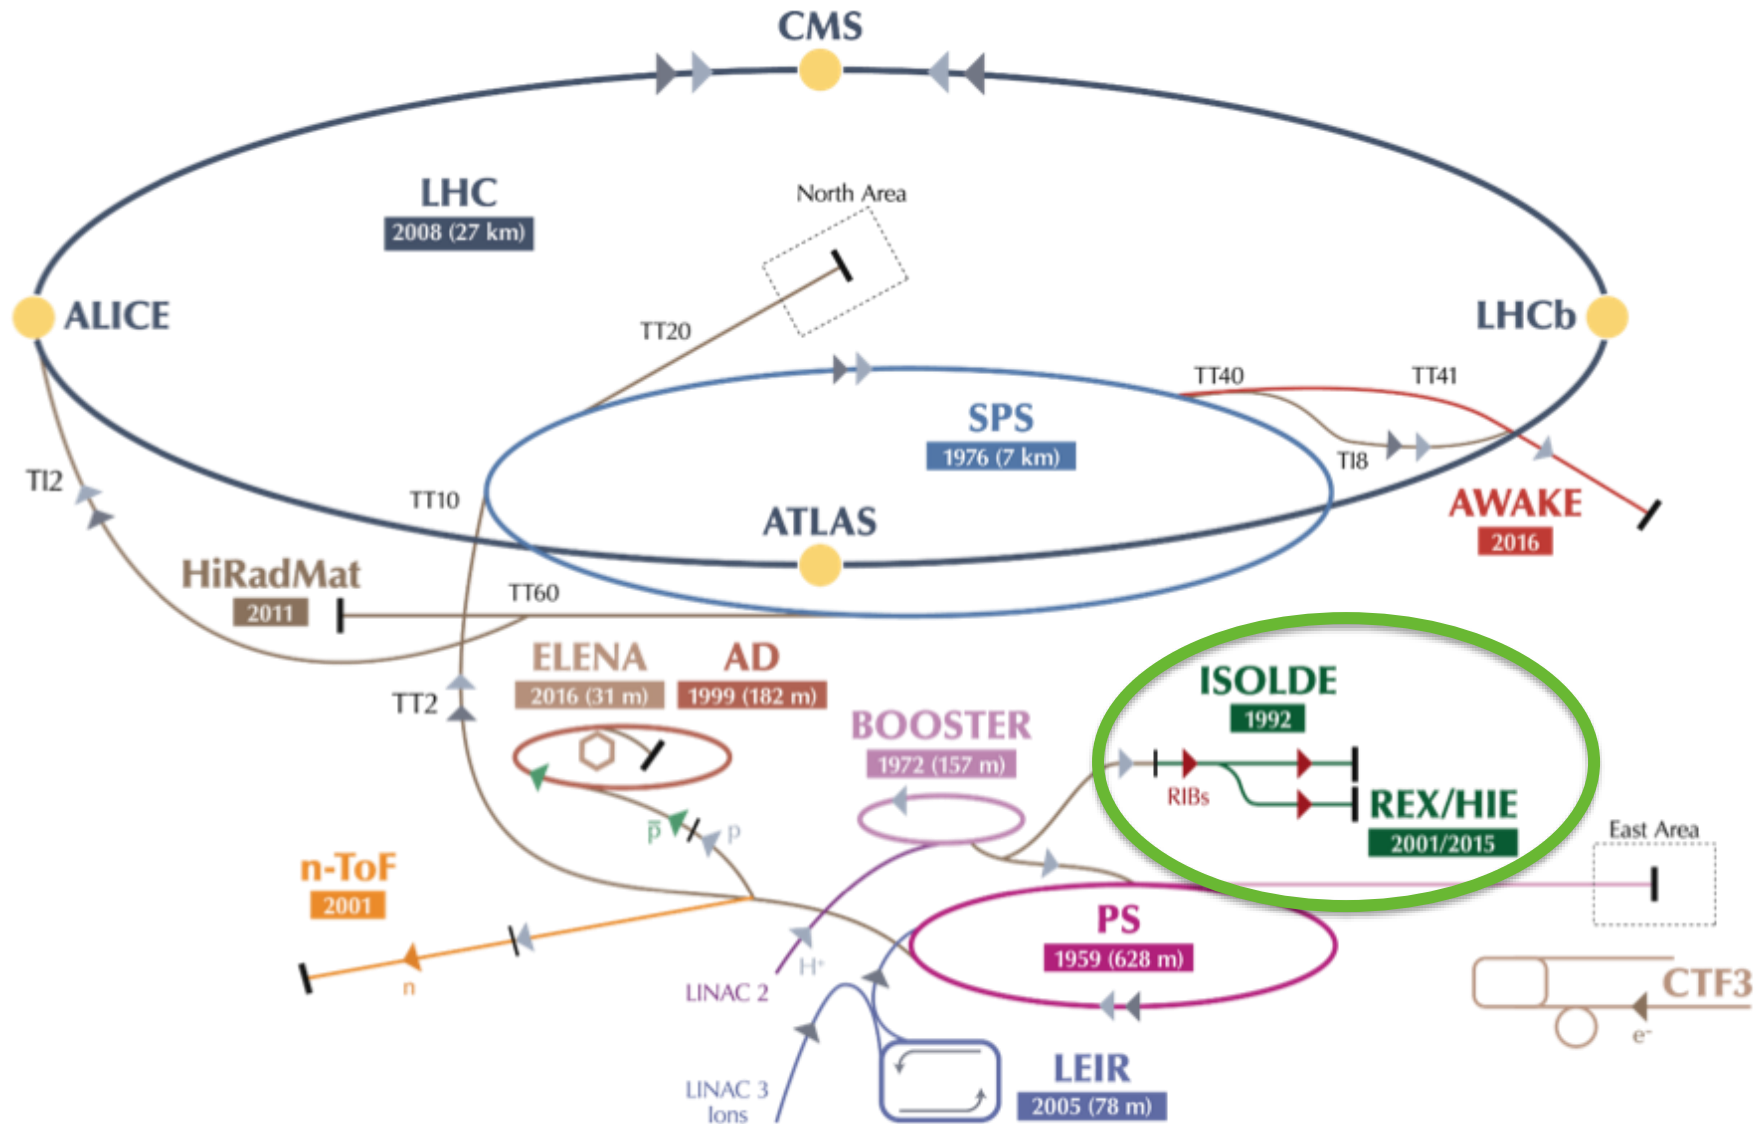 CMS
LHC
2008 (27 km)
North Area
ALICE
LHCb
TT20
TT40
TT41
SPS
1976 (7 km)
TI8
TI2
TT10
ATLAS
AWAKE
2016
HiRadMat
2011
TT60
ELENA
2016 (31 m)
AD
1999 (182 m)
ISOLDE
1992
TT2
BOOSTER
1972 (157 m)
RIBs
REX/HIE
2001/2015
East Area
p̅
p
n-ToF
2001
PS
1959 (628 m)
H⁺
LINAC 2
n
CTF3
e⁻
LEIR
2005 (78 m)
LINAC 3
Ions